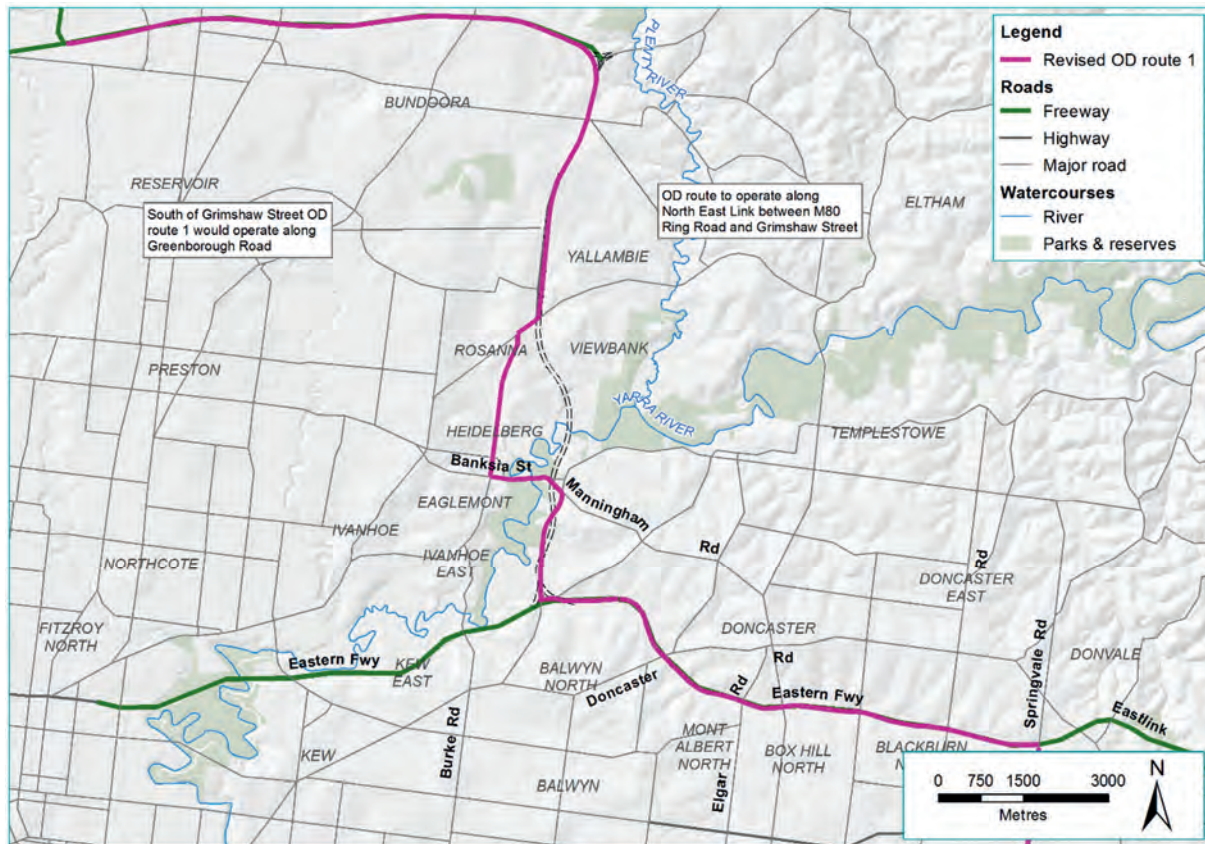 PLENTY RIVER
Legend
Revised OD route 1
Roads
Freeway
Highway
Major road
Watercourses
River
Parks & reserves
BUNDOORA
RESERVOIR
South of Grimshaw Street OD
route 1 would operate along
Greenborough Road
OD route to operate along
North East Link between M80
Ring Road and Grimshaw Street
ELTHAM
YALLAMBIE
ROSANNA
VIEWBANK
PRESTON
YARRA RIVER
HEIDELBERG
TEMPLESTOWE
Banksia St
Manningham
Rd
EAGLEMONT
IVANHOE
IVANHOE
EAST
NORTHCOTE
Rd
DONCASTER
EAST
FITZROY
NORTH
DONCASTER
Eastern Fwy
KEW
EAST
BALWYN
NORTH
Doncaster
Rd
Rd
Eastern Fwy
Springvale Rd
DONVALE
Eastlink
Burke Rd
KEW
MONT
ALBERT
NORTH
BOX HILL
NORTH
BLACKBURN
N
BALWYN
Elgar
0 750 1500 3000
Metres
N